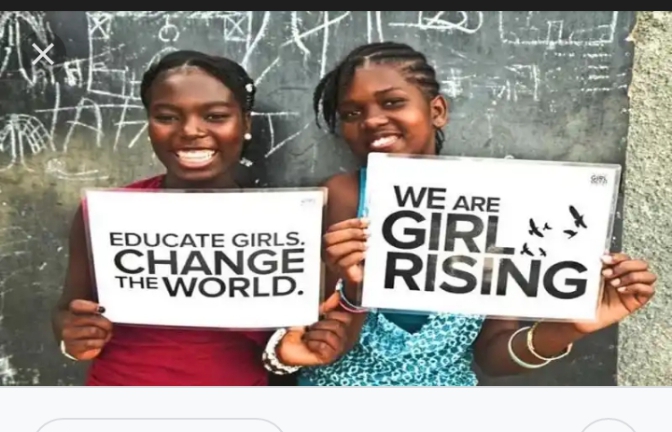 EDUCATE GIRLS.
CHANGE
THE WORLD.
WE ARE
GIRL
RISING